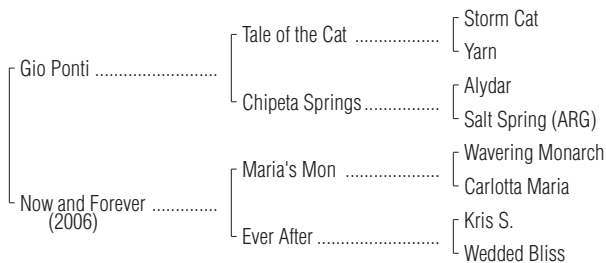 Storm Cat
Tale of the Cat ..................
Yarn
Gio Ponti ..........................
Alydar
Chipeta Springs ................
Salt Spring (ARG)
Wavering Monarch
Maria's Mon ....................
Carlotta Maria
Now and Forever ..............
(2006)
Kris S.
Ever After ..........................
Wedded Bliss